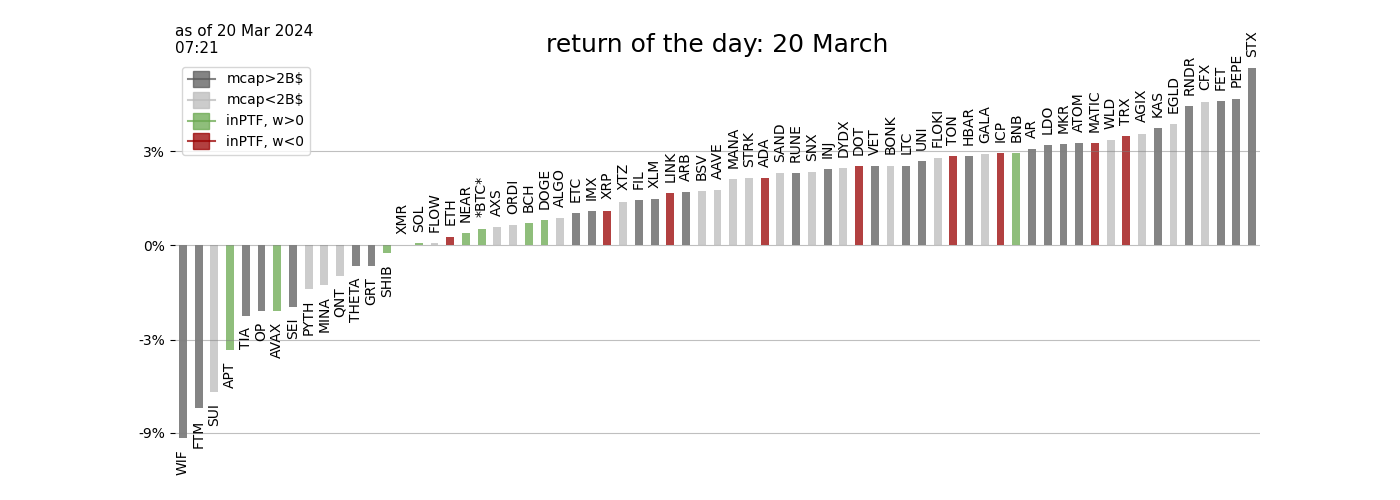 as of 20 Mar 2024
07:21
return of the day: 20 March
mcap>2B$
mcap<2B$
inPTF, w>0
inPTF, w<0
3%
0%
-3%
-9%
WIF
FTM
SUI
APT
TIA
OP
AVAX
SEI
PYTH
MINA
QNT
THETA
GRT
SHIB
XMR
SOL
FLOW
ETH
NEAR
*BTC*
AXS
ORDI
BCH
DOGE
ALGO
ETC
IMX
XRP
XTZ
FIL
XLM
LINK
ARB
BSV
AAVE
MANA
STRK
ADA
SAND
RUNE
SNX
INJ
DYDX
DOT
VET
BONK
LTC
UNI
FLOKI
TON
HBAR
GALA
ICP
BNB
AR
LDO
MKR
ATOM
MATIC
WLD
TRX
AGIX
KAS
EGLD
RNDR
CFX
FET
PEPE
STX